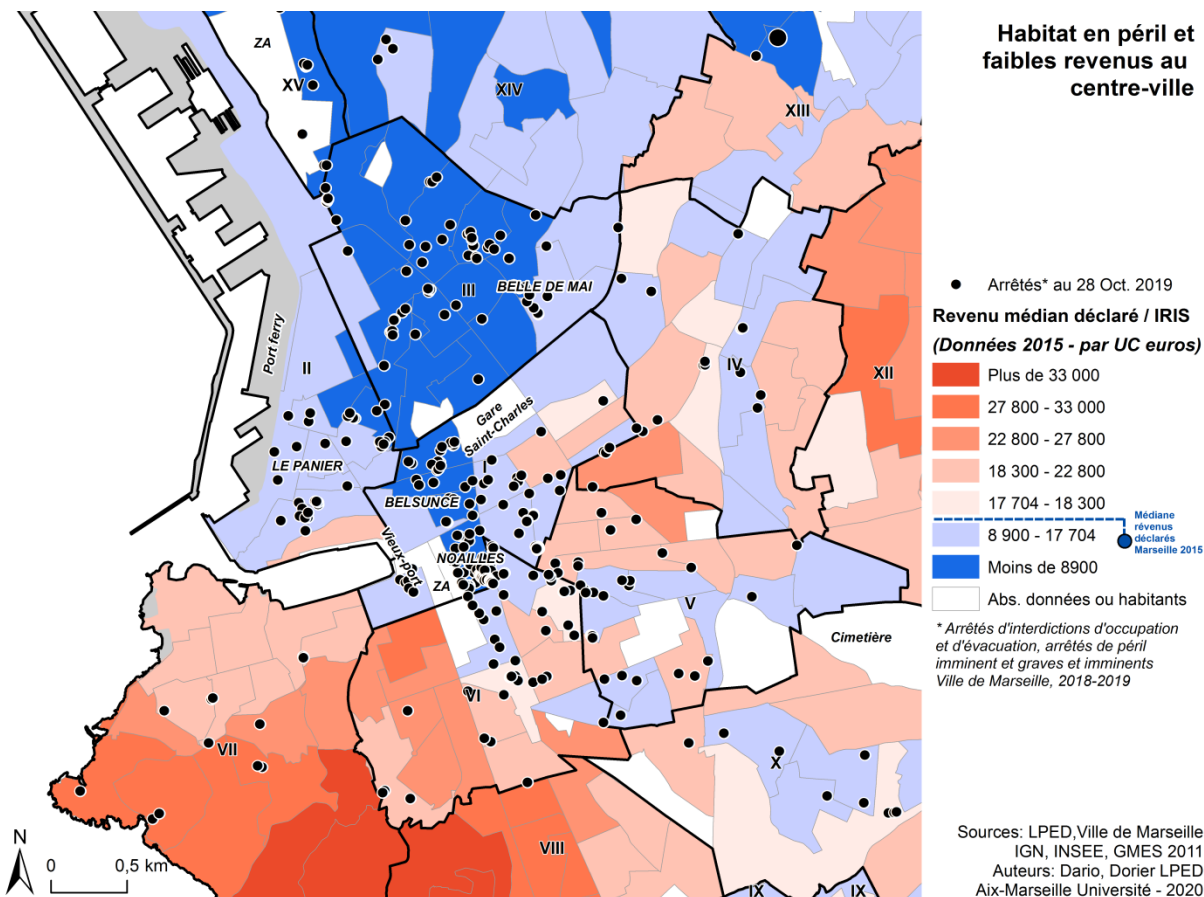 Habitat en péril et
faibles revenus au
centre-ville
ZA
XV
XIV
XIII
III
BELLE DE MAI
Port ferry
II
IV
XII
Gare
Saint-Charles
LE PANIER
I
BELSUNCE
Vieux-port
NOAILLES
ZA
V
Cimetière
VI
VII
X
VIII
IX
IX
N
0
0,5 km
Arrêtés* au 28 Oct. 2019
Revenu médian déclaré / IRIS
(Données 2015 - par UC euros)
Plus de 33 000
27 800 - 33 000
22 800 - 27 800
18 300 - 22 800
17 704 - 18 300
Médiane
révenus
déclarés
Marseille 2015
8 900 - 17 704
Moins de 8900
Abs. données ou habitants
* Arrêtés d'interdictions d'occupation
et d'évacuation, arrêtés de péril
imminent et graves et imminents
Ville de Marseille, 2018-2019
Sources: LPED,Ville de Marseille
IGN, INSEE, GMES 2011
Auteurs: Dario, Dorier LPED
Aix-Marseille Université - 2020